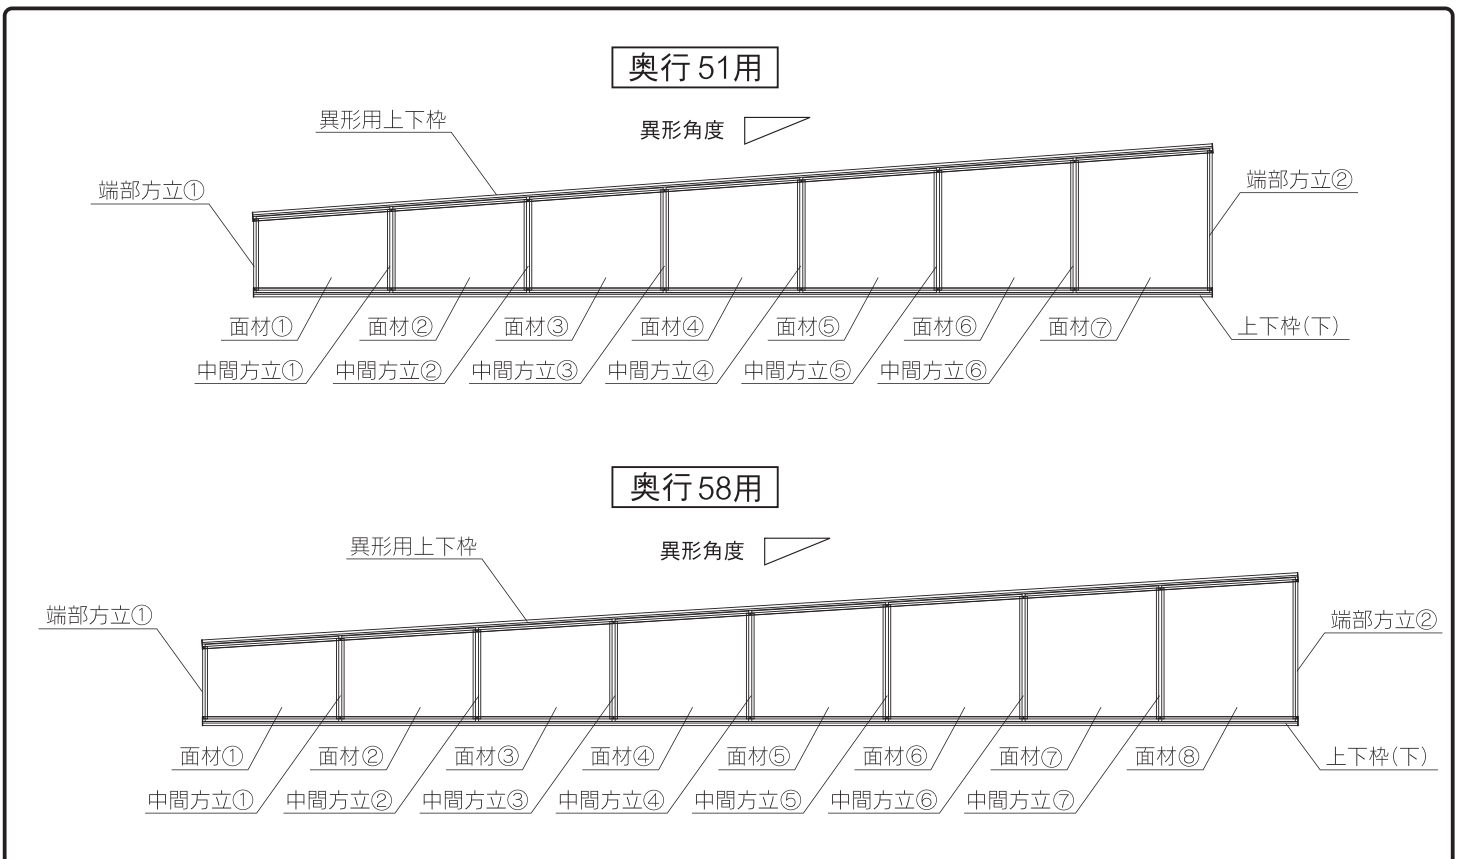 奥行 51用
異形用上下枠
異形角度
端部方立①
端部方立②
面材①
面材②
面材③
面材④
面材⑤
面材⑥
面材⑦
上下枠(下)
中間方立①
中間方立②
中間方立③
中間方立④
中間方立⑤
中間方立⑥
奥行 58用
異形用上下枠
異形角度
端部方立①
端部方立②
面材①
面材②
面材③
面材④
面材⑤
面材⑥
面材⑦
面材⑧
上下枠(下)
中間方立①
中間方立②
中間方立③
中間方立④
中間方立⑤
中間方立⑥
中間方立⑦